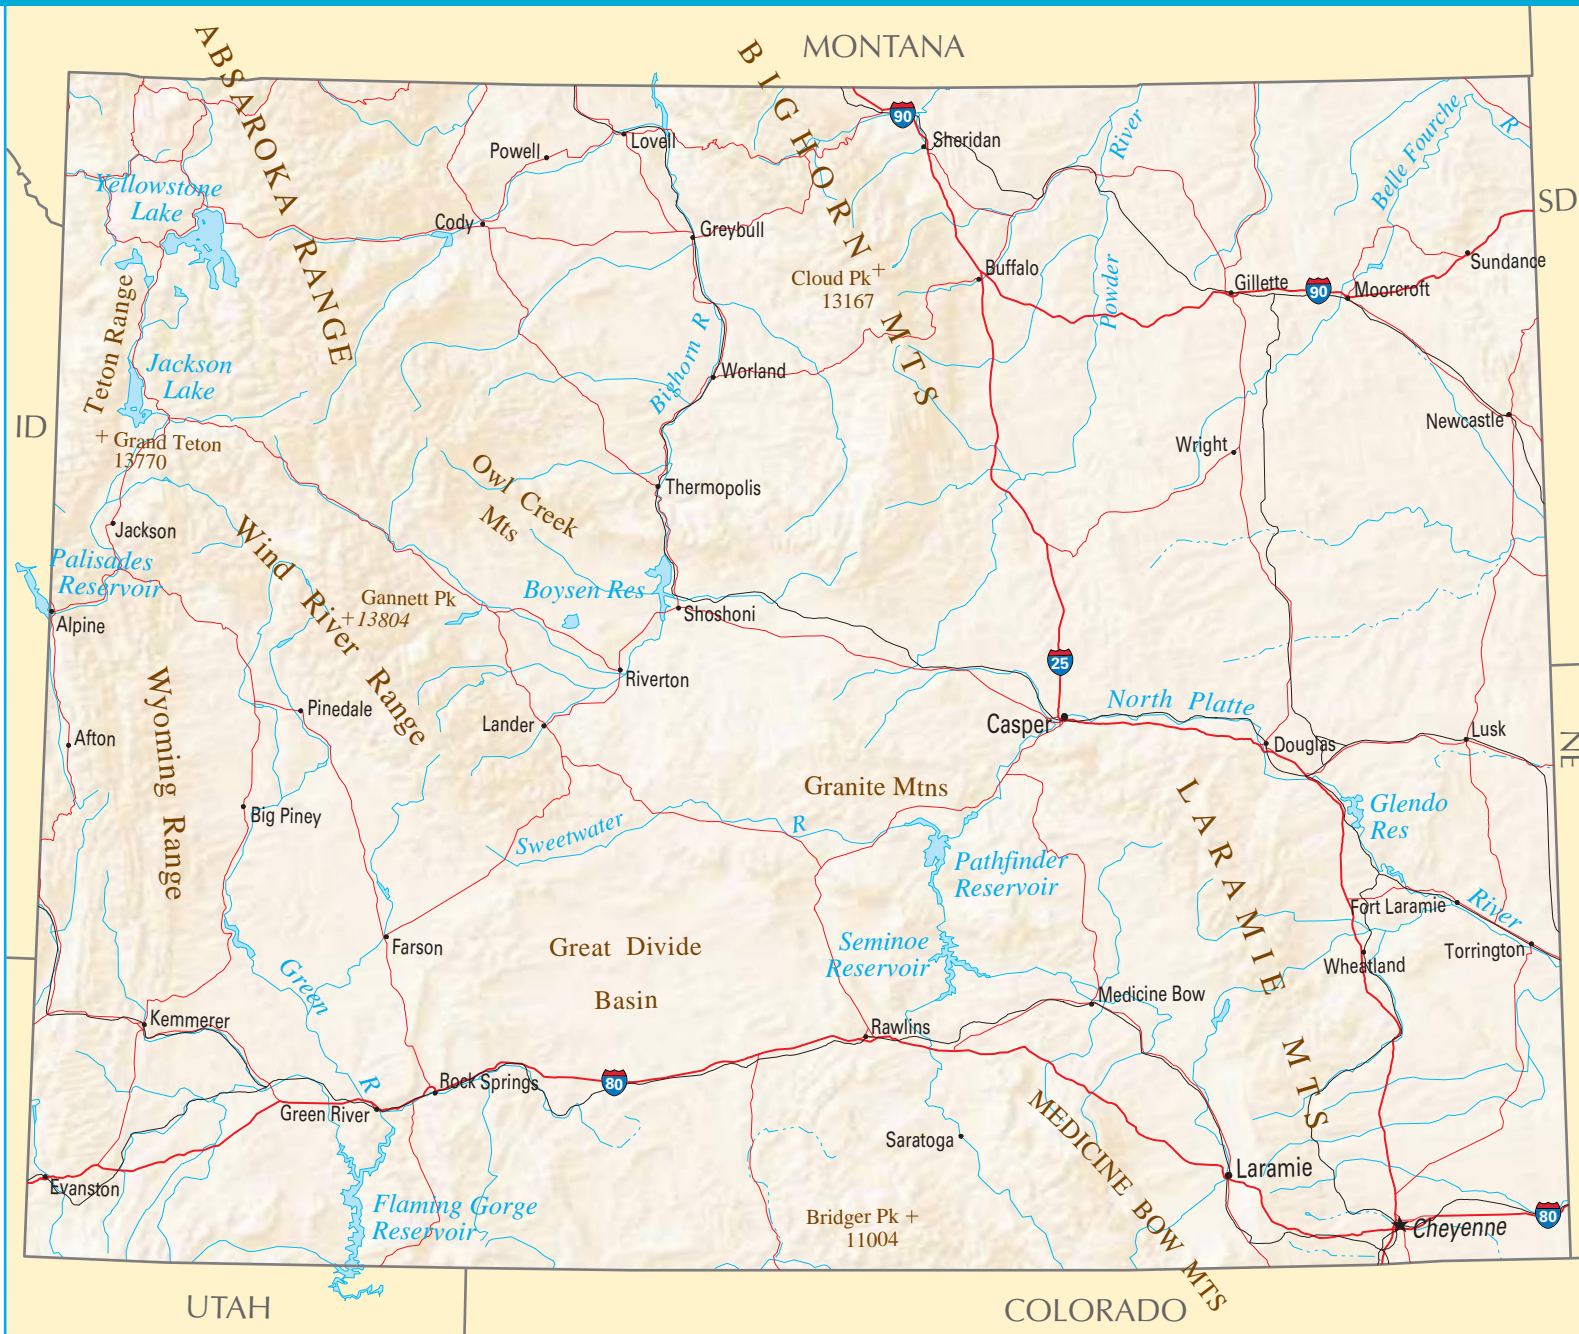 MONTANA
ABSAROKA RANGE
BIGHORN MTS
90
Sheridan
River
Belle Fourche
R
Lovell
Powell
Yellowstone
Lake
SD
Cody
Greybull
Cloud Pk
13167
Buffalo
Powder
Gillette
90
Moorcroft
Sundance
Teton Range
Jackson
Lake
Bighorn R
Worland
ID
Grand Teton
13770
Newcastle
Wright
Owl Creek
Mts
Thermopolis
Jackson
Wind River Range
Palisades
Reservoir
Gannett Pk
13804
Boysen Res
Shoshoni
Alpine
25
Wyoming Range
Riverton
Pinedale
Lander
Casper
North Platte
Afton
Douglas
Lusk
NE
Big Piney
Granite Mtns
LARAMIE MTS
Glendo
Res
Sweetwater
R
Pathfinder
Reservoir
Fort Laramie
River
Farson
Great Divide
Basin
Seminoe
Reservoir
Wheatland
Torrington
Green
R
Medicine Bow
Kemmerer
Rawlins
Rock Springs
80
Green River
MEDICINE BOW MTS
Saratoga
Laramie
Evanston
Flaming Gorge
Reservoir
Bridger Pk
11004
80
Cheyenne
UTAH
COLORADO